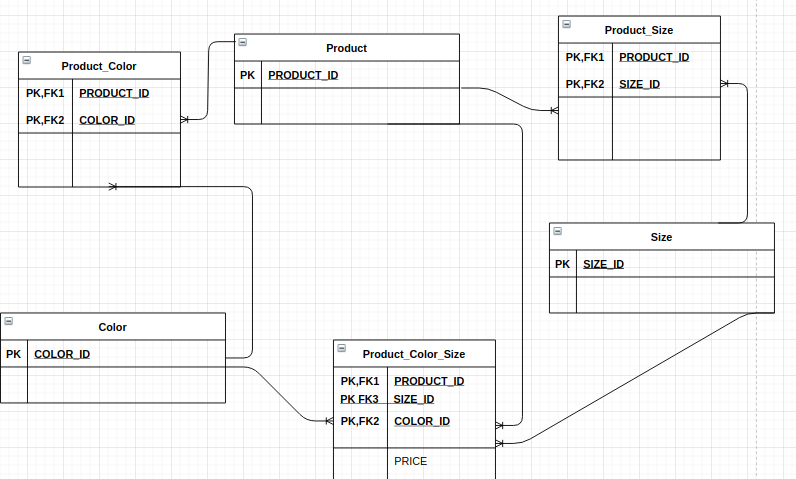 Product_Color
PK,FK1 PRODUCT_ID
PK,FK2 COLOR_ID
Product
PK PRODUCT_ID
Product_Size
PK,FK1 PRODUCT_ID
PK,FK2 SIZE_ID
Size
PK SIZE_ID
Color
PK COLOR_ID
Product_Color_Size
PK,FK1 PRODUCT_ID
PK FK3 SIZE_ID
PK,FK2 COLOR_ID
PRICE